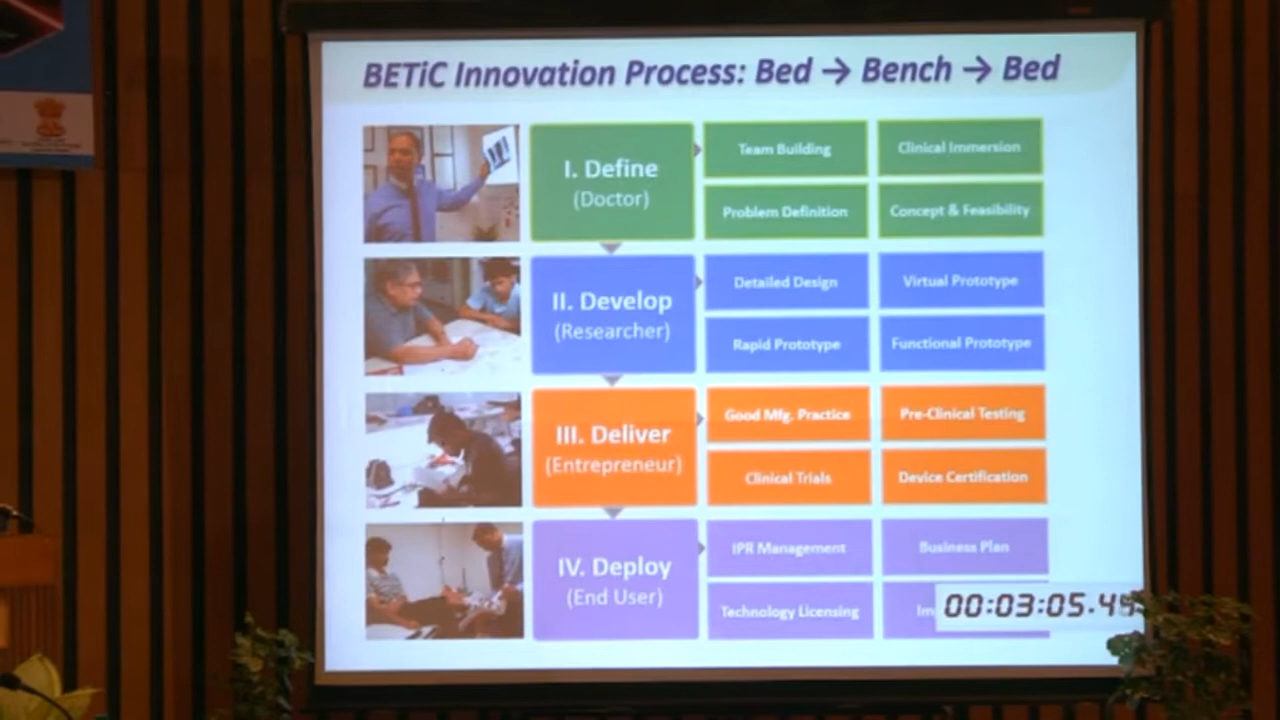 BETiC Innovation Process: Bed → Bench → Bed
I. Define
(Doctor)
Team Building
Clinical Immersion
Problem Definition
Concept & Feasibility
II. Develop
(Researcher)
Detailed Design
Virtual Prototype
Rapid Prototype
Functional Prototype
III. Deliver
(Entrepreneur)
Good Mfg. Practice
Pre-Clinical Testing
Clinical Trials
Device Certification
IV. Deploy
(End User)
IPR Management
Business Plan
Technology Licensing
00:03:05.4